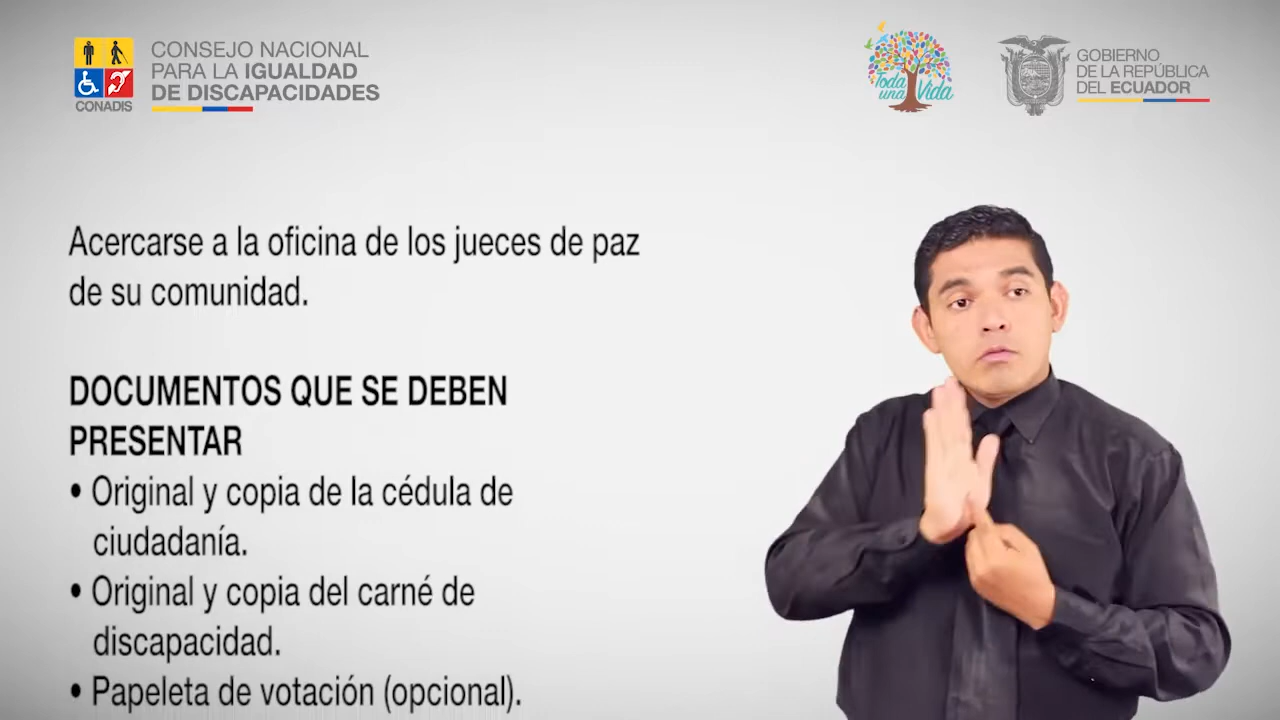 CONADIS
CONSEJO NACIONAL
PARA LA IGUALDAD
DE DISCAPACIDADES
Toda
una Vida
GOBIERNO
DE LA REPÚBLICA
DEL ECUADOR
Acercarse a la oficina de los jueces de paz
de su comunidad.
DOCUMENTOS QUE SE DEBEN
PRESENTAR
• Original y copia de la cédula de
ciudadanía.
• Original y copia del carné de
discapacidad.
• Papeleta de votación (opcional).